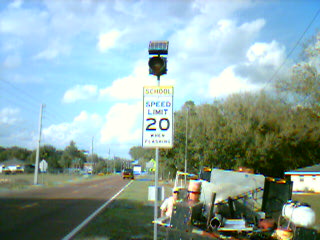 SCHOOL
SPEED
LIMIT
20
WHEN
FLASHING